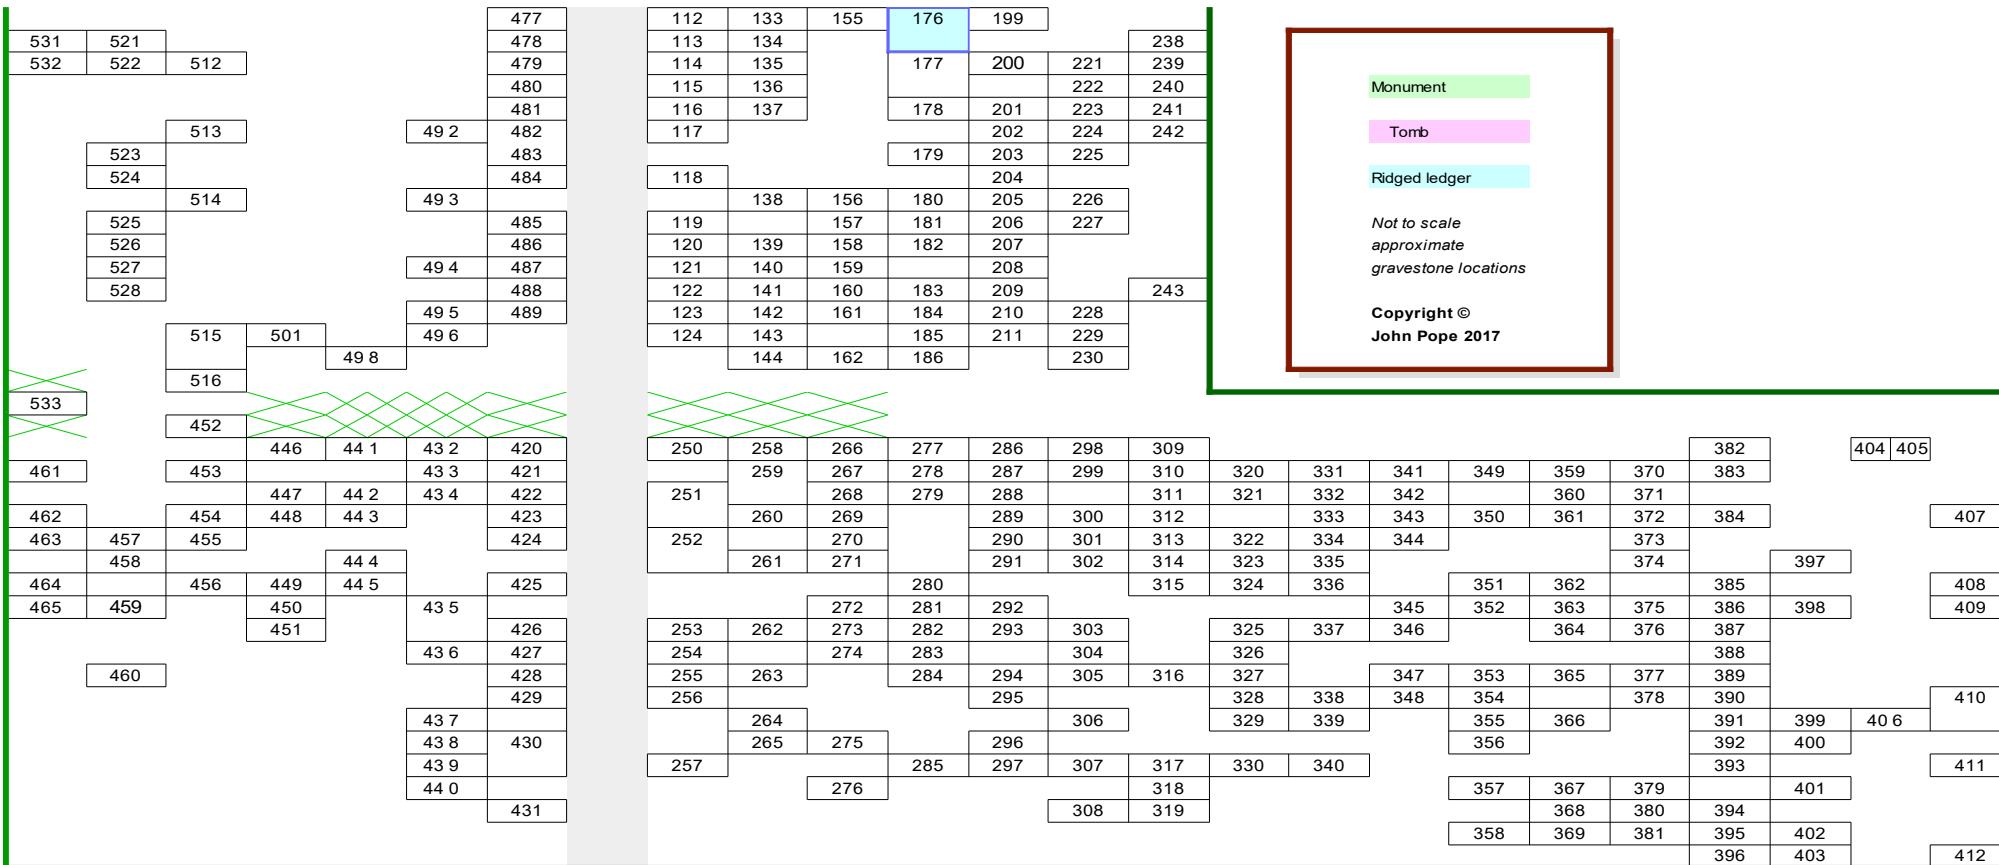 477 112 133 155 176 199
531 521 478 113 134 238
532 522 512 479 114 135 177 200 221 239
480 115 136 222 240 Monument
481 116 137 178 201 223 241
513 49 2 482 117 202 224 242 Tomb
523 483 179 203 225
524 484 118 204 Ridged ledger
514 49 3 138 156 180 205 226
525 485 119 157 181 206 227 Not to scale
526 486 120 139 158 182 207 approximate
527 49 4 487 121 140 159 208 gravestone locations
528 488 122 141 160 183 209 243
49 5 489 123 142 161 184 210 228 Copyright ©
515 501 49 6 124 143 185 211 229 John Pope 2017
49 8 144 162 186 230
516
533
452
446 44 1 43 2 420 250 258 266 277 286 298 309 382 404 405
461 453 43 3 421 259 267 278 287 299 310 320 331 341 349 359 370 383
447 44 2 43 4 422 251 268 279 288 311 321 332 342 360 371
462 454 448 44 3 423 260 269 289 300 312 333 343 350 361 372 384 407
463 457 455 424 252 270 290 301 313 322 334 344 373
458 44 4 261 271 291 302 314 323 335 374 397
464 456 449 44 5 425 280 315 324 336 351 362 385 408
465 459 450 43 5 272 281 292 345 352 363 375 386 398 409
451 426 253 262 273 282 293 303 325 337 346 364 376 387
43 6 427 254 274 283 304 326 388
460 428 255 263 284 294 305 316 327 347 353 365 377 389
429 256 295 328 338 348 354 378 390 410
43 7 264 306 329 339 355 366 391 399 40 6
43 8 430 265 275 296 356 392 400
43 9 257 285 297 307 317 330 340 393 411
44 0 276 318 357 367 379 401
431 308 319 368 380 394
358 369 381 395 402
396 403 412